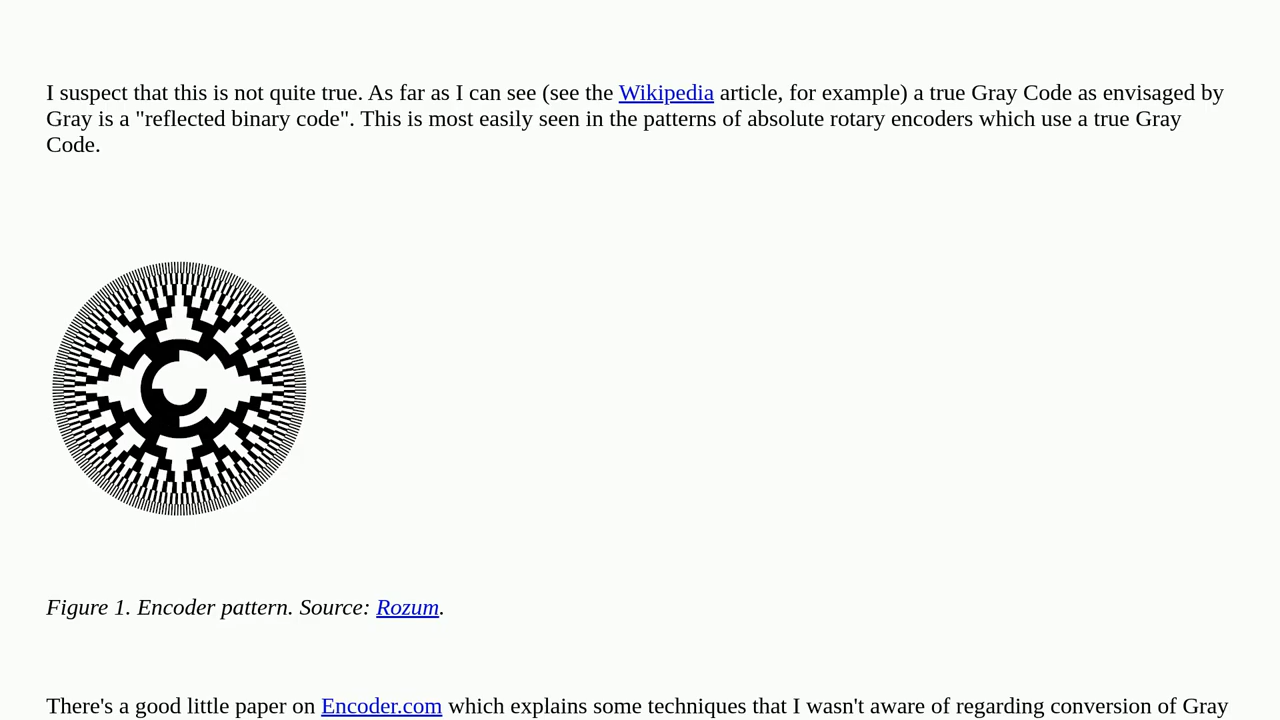 I suspect that this is not quite true. As far as I can see (see the Wikipedia article, for example) a true Gray Code as envisaged by
Gray is a "reflected binary code". This is most easily seen in the patterns of absolute rotary encoders which use a true Gray
Code.
Figure 1. Encoder pattern. Source: Rozum.
There's a good little paper on Encoder.com which explains some techniques that I wasn't aware of regarding conversion of Gray